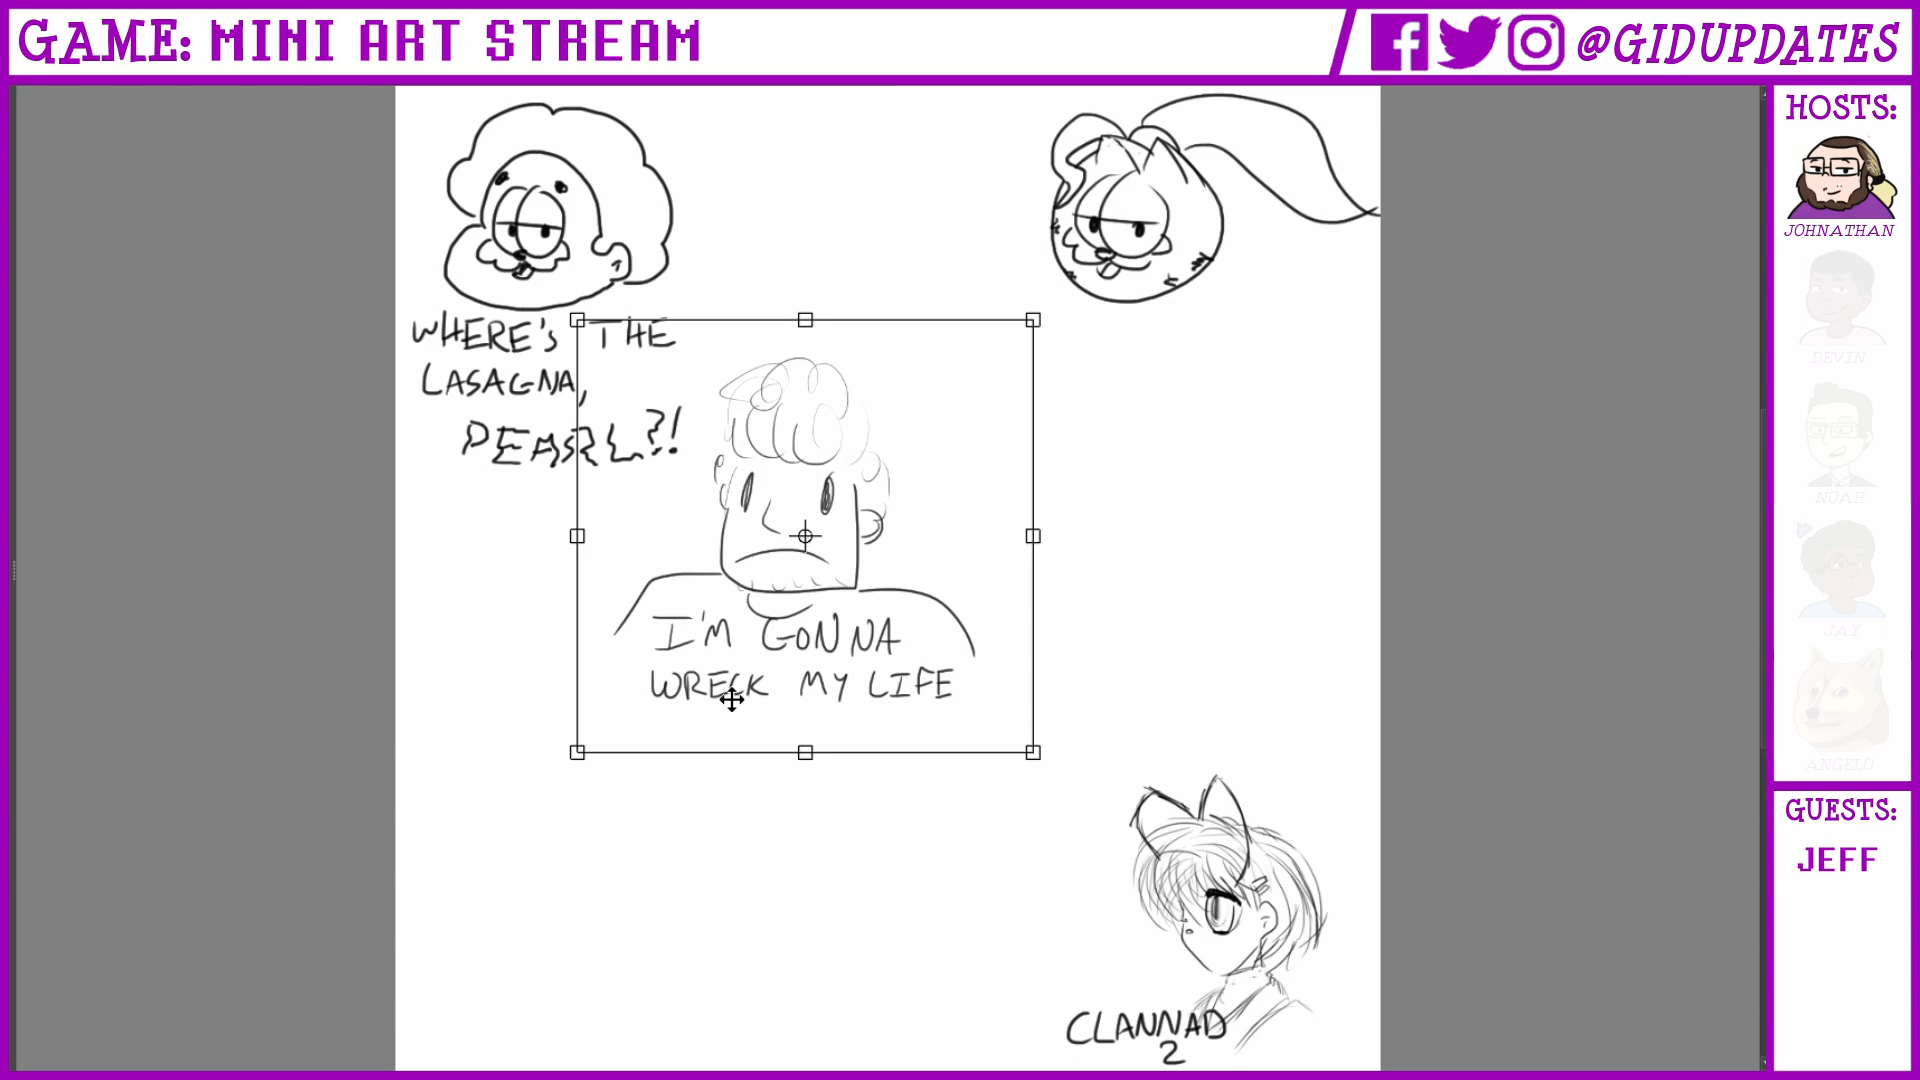 GAME: MINI ART STREAM
@GIDUPDATES
HOSTS:
JOHNATHAN
DEVIN
NOAH
JAY
ANGELO
GUESTS:
JEFF
WHERE'S THE
LASAGNA,
PEARL?!
I'M GONNA
WRECK MY LIFE
CLANNAD
2